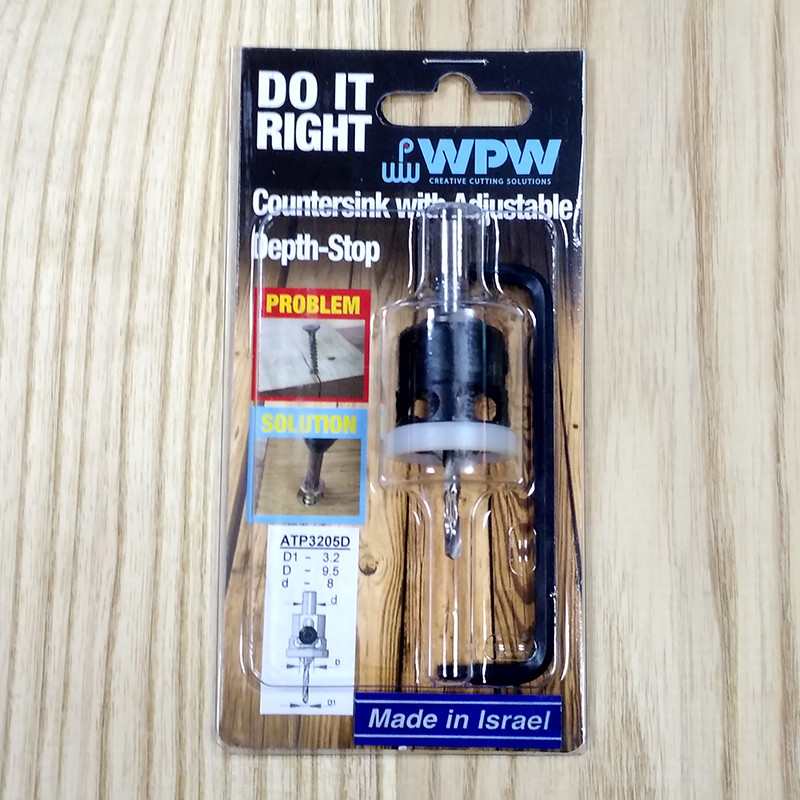 DO IT
RIGHT
WPW
CREATIVE CUTTING SOLUTIONS
Countersink with Adjustable
Depth-Stop
PROBLEM
SOLUTION
ATP3205D
D1 - 3.2
D - 9.5
d - 8
d
D
D1
Made in Israel